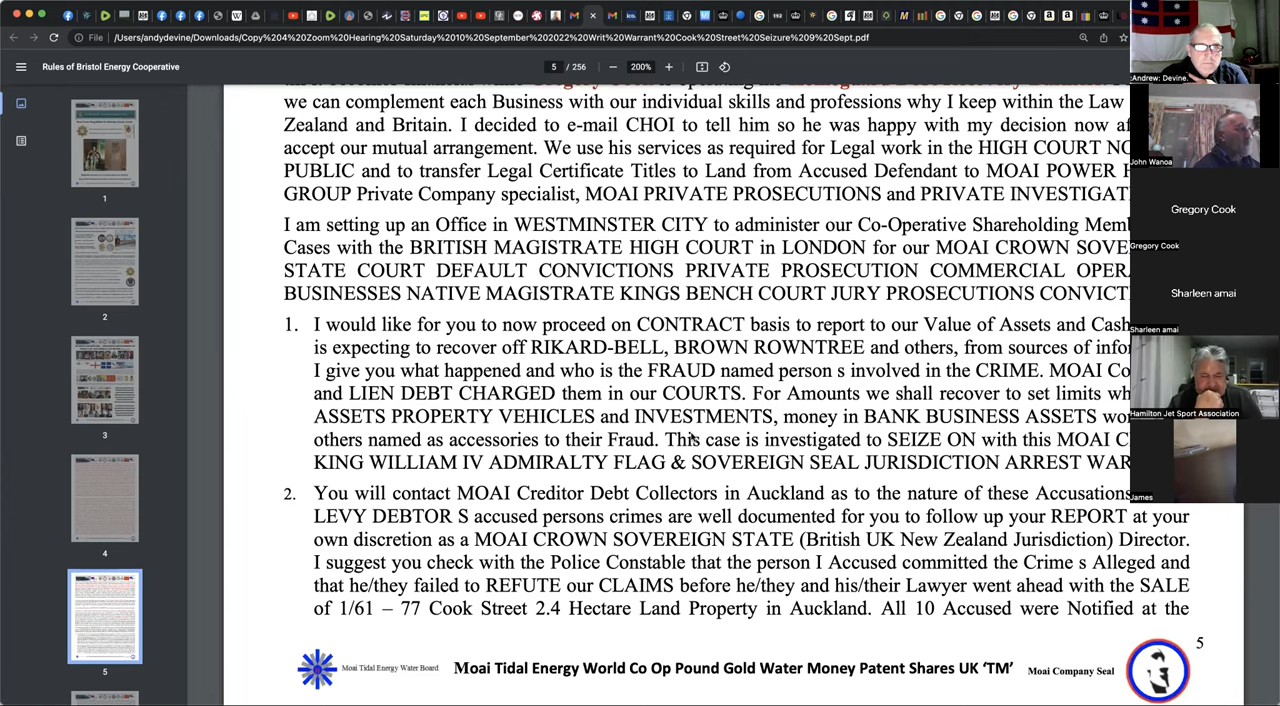 File
/Users/andydevine/Downloads/Copy%204%20Zoom%20Hearing%20Saturday
2022%20Writ%20Warrant%20Cook%20Street%20Seizure%209%20Sept.pdf
Rules of Bristol Energy Cooperative
5 / 256
200%
we can complement each Business with our individual skills and professions why I keep within the Law
Zealand and Britain. I decided to e-mail CHOI to tell him so he was happy with my decision now af
accept our mutual arrangement. We use his services as required for Legal work in the HIGH COURT NO
PUBLIC and to transfer Legal Certificate Titles to Land from Accused Defendant to MOAI POWER H
GROUP Private Company specialist, MOAI PRIVATE PROSECUTIONS and PRIVATE INVESTIGAT
I am setting up an Office in WESTMINSTER CITY to administer our Co-Operative Shareholding Mem
Cases with the BRITISH MAGISTRATE HIGH COURT in LONDON for our MOAI CROWN SOVE
STATE COURT DEFAULT CONVICTIONS PRIVATE PROSECUTION COMMERCIAL OPER
BUSINESSES NATIVE MAGISTRATE KINGS BENCH COURT JURY PROSECUTIONS CONVICT
1. I would like for you to now proceed on CONTRACT basis to report to our Value of Assets and Cash
is expecting to recover off RIKARD-BELL, BROWN ROWNTREE and others, from sources of infor
I give you what happened and who is the FRAUD named person s involved in the CRIME. MOAI Co
and LIEN DEBT CHARGED them in our COURTS. For Amounts we shall recover to set limits wh
ASSETS PROPERTY VEHICLES and INVESTMENTS, money in BANK BUSINESS ASSETS wor
others named as accessories to their Fraud. This case is investigated to SEIZE ON with this MOAI C
KING WILLIAM IV ADMIRALTY FLAG & SOVEREIGN SEAL JURISDICTION ARREST WAR
2. You will contact MOAI Creditor Debt Collectors in Auckland as to the nature of these Accusations
LEVY DEBTOR S accused persons crimes are well documented for you to follow up your REPORT at your
own discretion as a MOAI CROWN SOVEREIGN STATE (British UK New Zealand Jurisdiction) Director.
I suggest you check with the Police Constable that the person I Accused committed the Crime s Alleged and
that he/they failed to REBUT MY CLAIMS before he/they and his/their Lawyer went ahead with the SALE
of 1/61 – 77 Cook Street 2.4 Hectare Land Property in Auckland. All 10 Accused were Notified at the
5
Moai Tidal Energy Water Board
Moai Tidal Energy World Co Op Pound Gold Water Money Patent Shares UK ‘TM’
Moai Company Seal
1
2
3
4
5
:Andrew: Devine.
John Wanoa
Gregory Cook
Gregory Cook
Sharleen amai
Sharleen amai
Hamilton Jet Sport Association
James